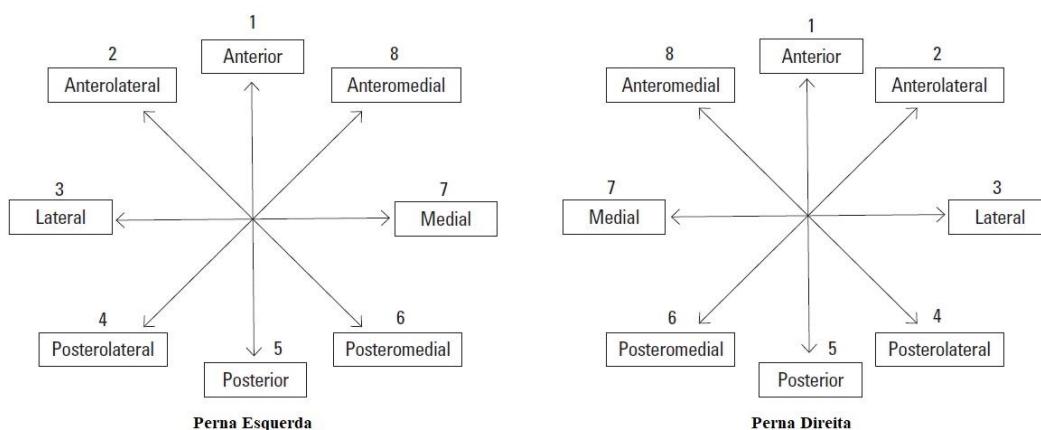 1
Anterior
2
Anterolateral
8
Anteromedial
3
Lateral
7
Medial
4
Posterolateral
6
Posteromedial
5
Posterior
Perna Esquerda
1
Anterior
8
Anteromedial
2
Anterolateral
7
Medial
3
Lateral
6
Posteromedial
4
Posterolateral
5
Posterior
Perna Direita